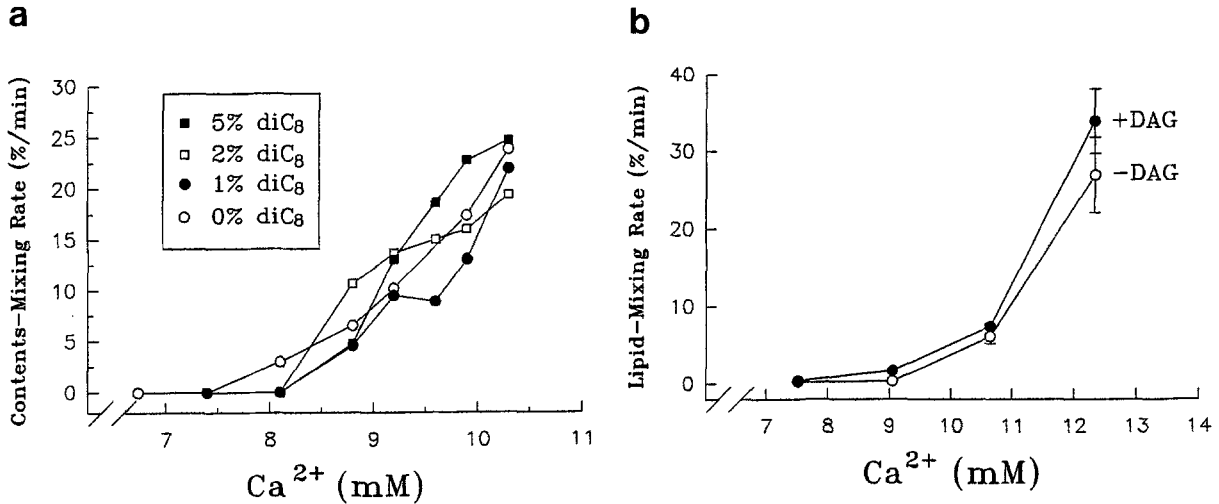 a
Contents-Mixing Rate (%/min)
30
25
20
15
10
5
0
5% diC₈
2% diC₈
1% diC₈
0% diC₈
7 8 9 10 11
Ca²⁺ (mM)
b
Lipid-Mixing Rate (%/min)
40
30
20
10
0
+DAG
-DAG
7 8 9 10 11 12 13 14
Ca²⁺ (mM)